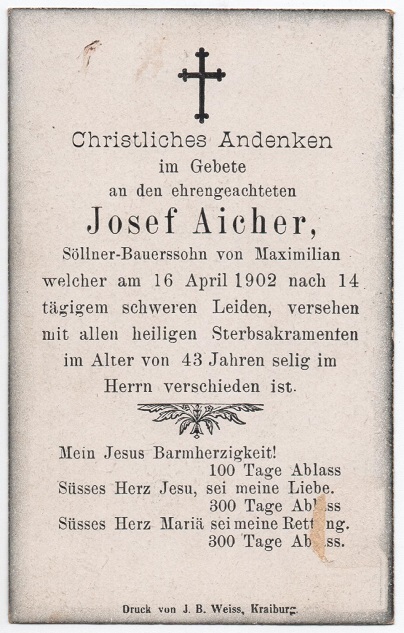 Christliches Andenken
im Gebete
an den ehrengeachteten
Josef Aicher,
Söllner-Bauerssohn von Maximilian
welcher am 16 April 1902 nach 14
tägigem schweren Leiden, versehen
mit allen heiligen Sterbsakramenten
im Alter von 43 Jahren selig im
Herrn verschieden ist.
Mein Jesus Barmherzigkeit!
100 Tage Ablass
Süsses Herz Jesu, sei meine Liebe.
300 Tage Ablass
Süsses Herz Mariä sei meine Rettung.
300 Tage Ablass.
Druck von J. B. Weiss, Kraiburg.